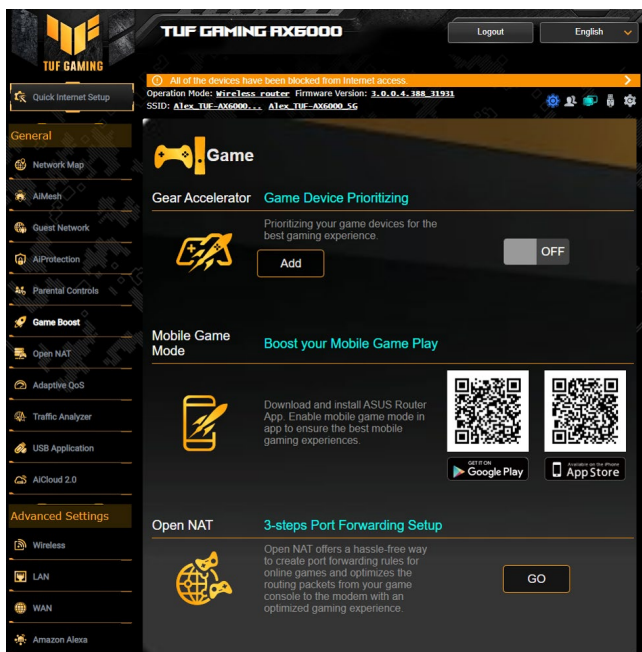 TUF GAMING AX6000
Logout
English
TUF GAMING
All of the devices have been blocked from Internet access.
Quick Internet Setup
Operation Mode: Wireless router Firmware Version: 3.0.0.4.388_31931
SSID: Alex_TUF-AX6000... Alex_TUF-AX6000_5G
General
Network Map
AiMesh
Guest Network
AiProtection
Parental Controls
Game Boost
Open NAT
Adaptive QoS
Traffic Analyzer
USB Application
AiCloud 2.0
Advanced Settings
Wireless
LAN
WAN
Amazon Alexa
Game
Gear Accelerator
Game Device Prioritizing
Prioritizing your game devices for the
best gaming experience.
Add
OFF
Mobile Game
Mode
Boost your Mobile Game Play
Download and install ASUS Router
App. Enable mobile game mode in
app to ensure the best mobile
gaming experiences.
GET IT ON
Google Play
Available on the iPhone
App Store
Open NAT
3-steps Port Forwarding Setup
Open NAT offers a hassle-free way
to create port forwarding rules for
online games and optimizes the
routing packets from your game
console to the modem with an
optimized gaming experience.
GO